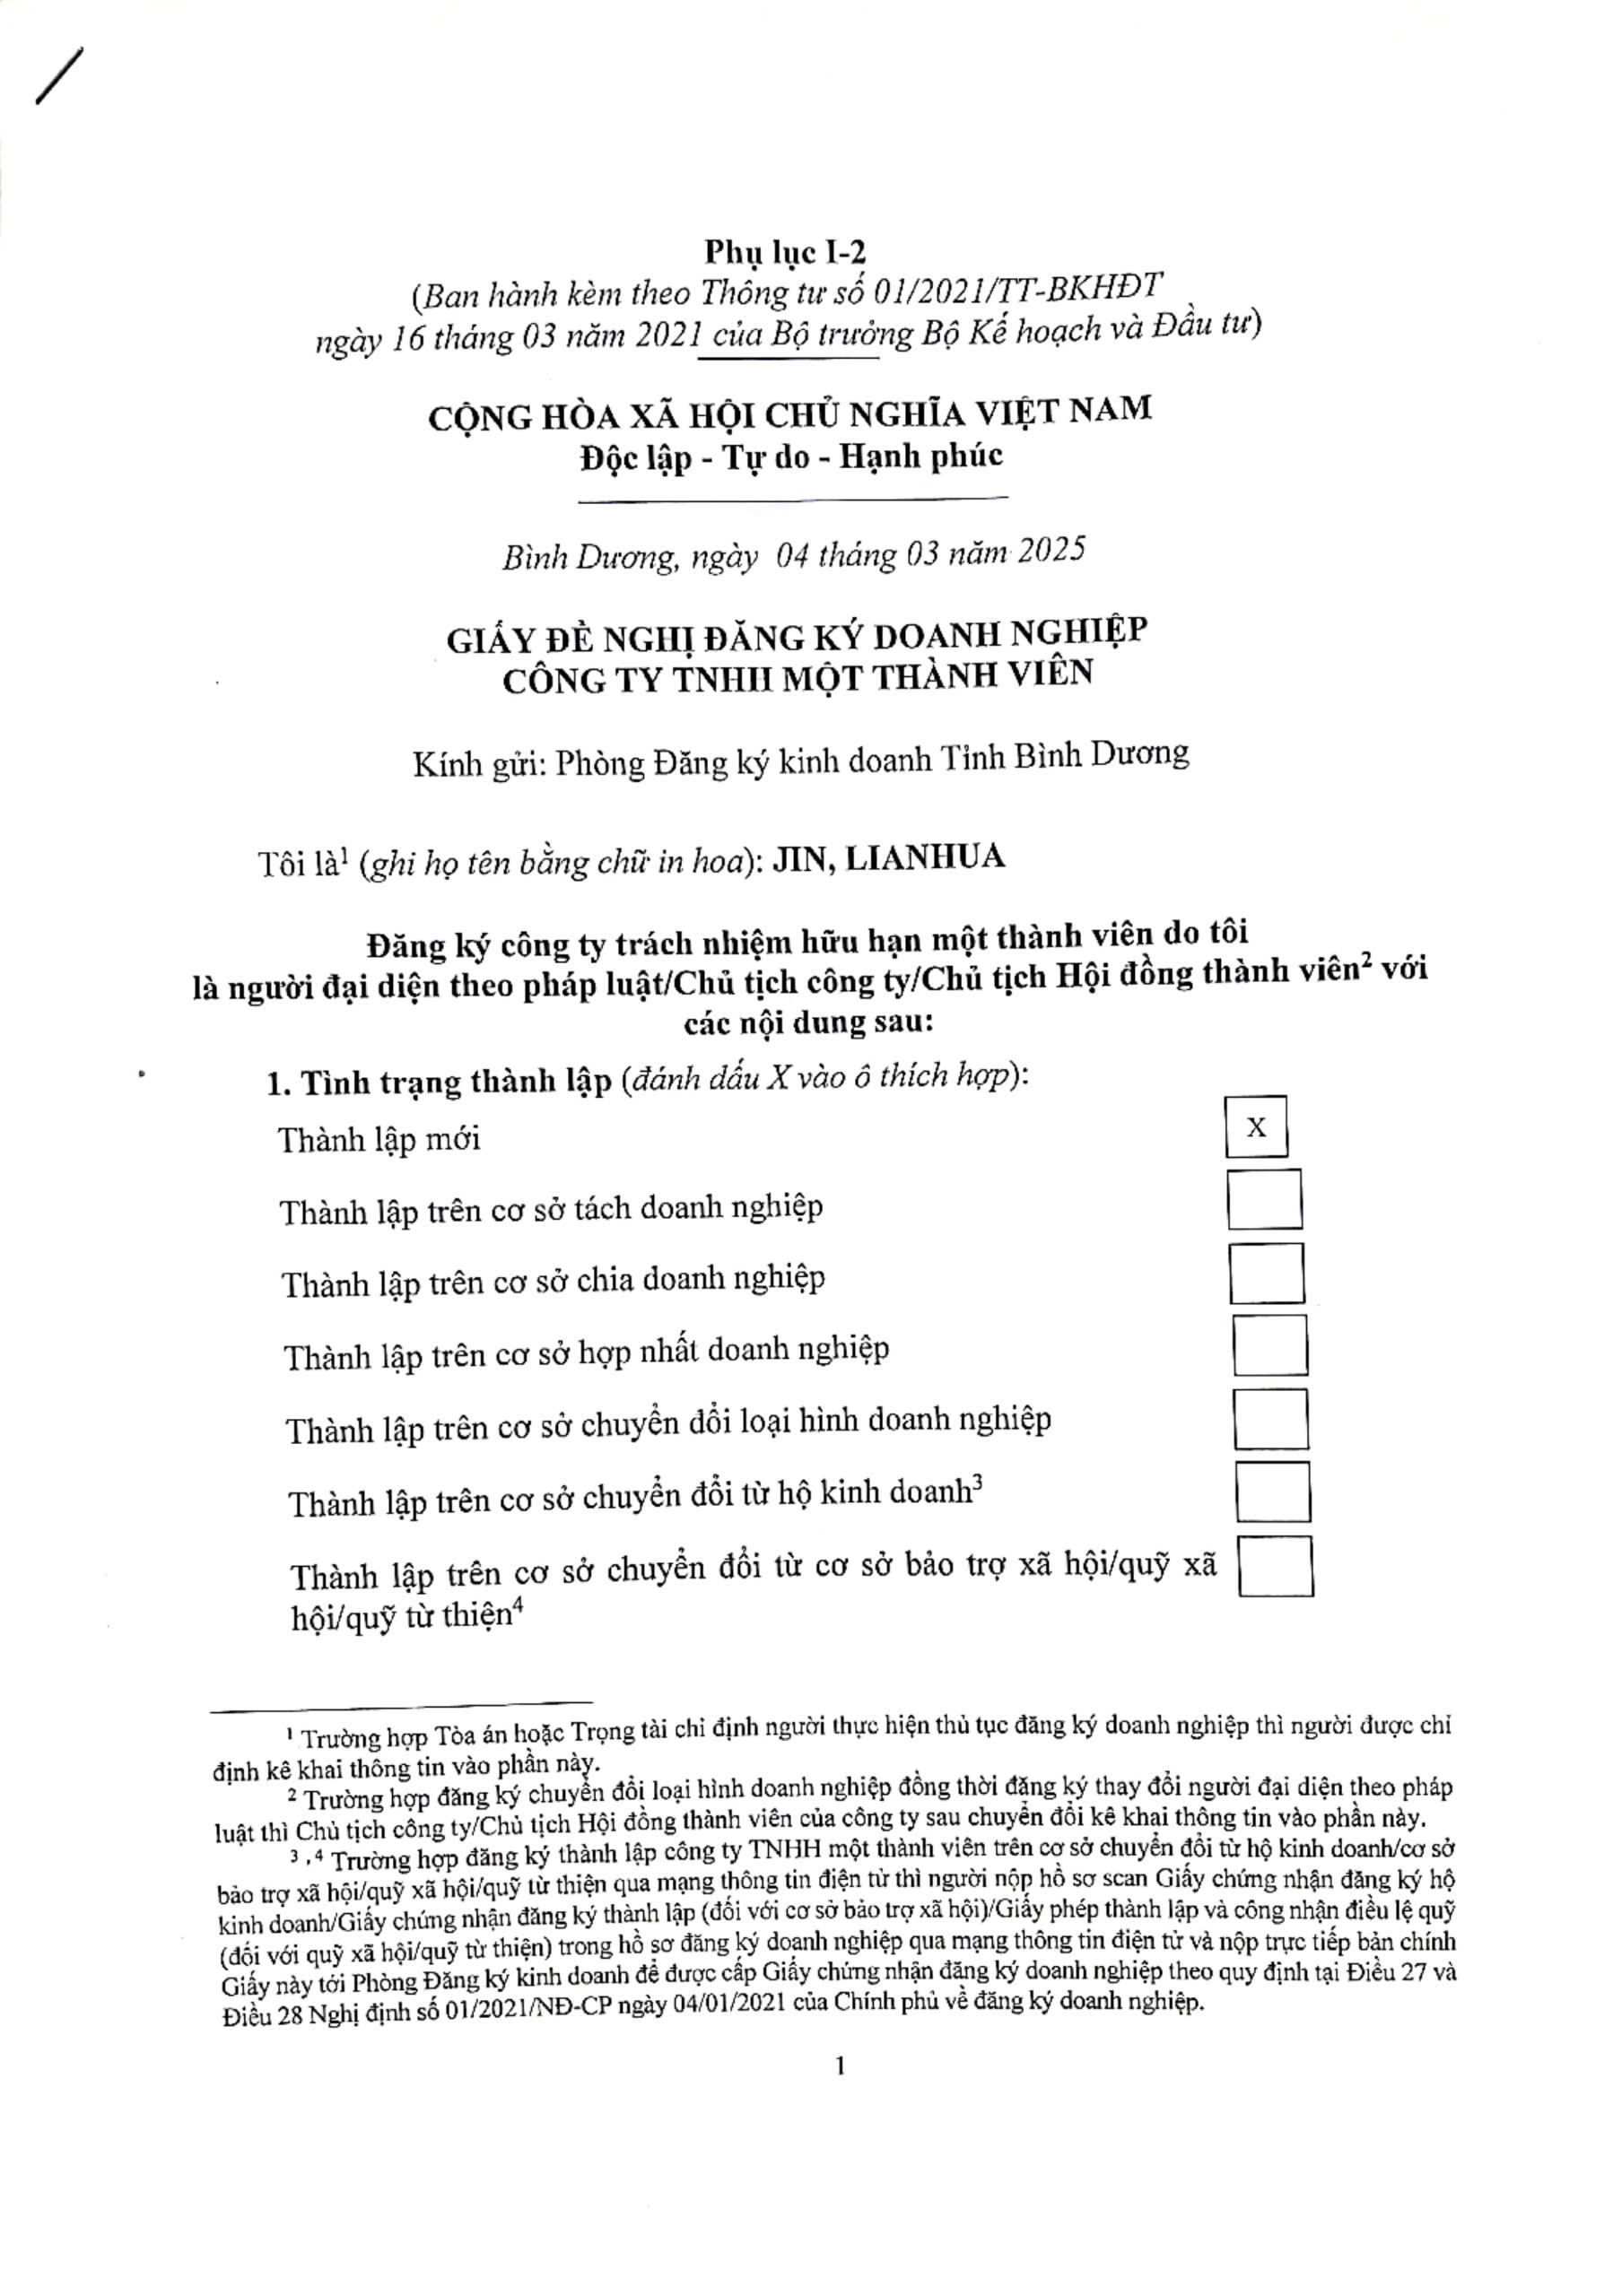 Phụ lục I-2
(Ban hành kèm theo Thông tư số 01/2021/TT-BKHĐT
ngày 16 tháng 03 năm 2021 của Bộ trưởng Bộ Kế hoạch và Đầu tư)
CỘNG HÒA XÃ HỘI CHỦ NGHĨA VIỆT NAM
Độc lập - Tự do - Hạnh phúc
Bình Dương, ngày 04 tháng 03 năm 2025
GIẤY ĐỀ NGHỊ ĐĂNG KÝ DOANH NGHIỆP
CÔNG TY TNHH MỘT THÀNH VIÊN
Kính gửi: Phòng Đăng ký kinh doanh Tỉnh Bình Dương
Tôi là¹ (ghi họ tên bằng chữ in hoa): JIN, LIANHUA
Đăng ký công ty trách nhiệm hữu hạn một thành viên do tôi
là người đại diện theo pháp luật/Chủ tịch công ty/Chủ tịch Hội đồng thành viên² với
các nội dung sau:
1. Tình trạng thành lập (đánh dấu X vào ô thích hợp):
Thành lập mới X
Thành lập trên cơ sở tách doanh nghiệp
Thành lập trên cơ sở chia doanh nghiệp
Thành lập trên cơ sở hợp nhất doanh nghiệp
Thành lập trên cơ sở chuyển đổi loại hình doanh nghiệp
Thành lập trên cơ sở chuyển đổi từ hộ kinh doanh³
Thành lập trên cơ sở chuyển đổi từ cơ sở bảo trợ xã hội/quỹ xã
hội/quỹ từ thiện⁴
¹ Trường hợp Tòa án hoặc Trọng tài chỉ định người thực hiện thủ tục đăng ký doanh nghiệp thì người được chỉ
định kê khai thông tin vào phần này.
² Trường hợp đăng ký chuyển đổi loại hình doanh nghiệp đồng thời đăng ký thay đổi người đại diện theo pháp
luật thì Chủ tịch công ty/Chủ tịch Hội đồng thành viên của công ty sau chuyển đổi kê khai thông tin vào phần này.
³ ,⁴ Trường hợp đăng ký thành lập công ty TNHH một thành viên trên cơ sở chuyển đổi từ hộ kinh doanh/cơ sở
bảo trợ xã hội/quỹ xã hội/quỹ từ thiện qua mạng thông tin điện tử thì người nộp hồ sơ scan Giấy chứng nhận đăng ký hộ
kinh doanh/Giấy chứng nhận đăng ký thành lập (đối với cơ sở bảo trợ xã hội)/Giấy phép thành lập và công nhận điều lệ quỹ
(đối với quỹ xã hội/quỹ từ thiện) trong hồ sơ đăng ký doanh nghiệp qua mạng thông tin điện tử và nộp trực tiếp bản chính
Giấy này tới Phòng Đăng ký kinh doanh để được cấp Giấy chứng nhận đăng ký doanh nghiệp theo quy định tại Điều 27 và
Điều 28 Nghị định số 01/2021/NĐ-CP ngày 04/01/2021 của Chính phủ về đăng ký doanh nghiệp.
1